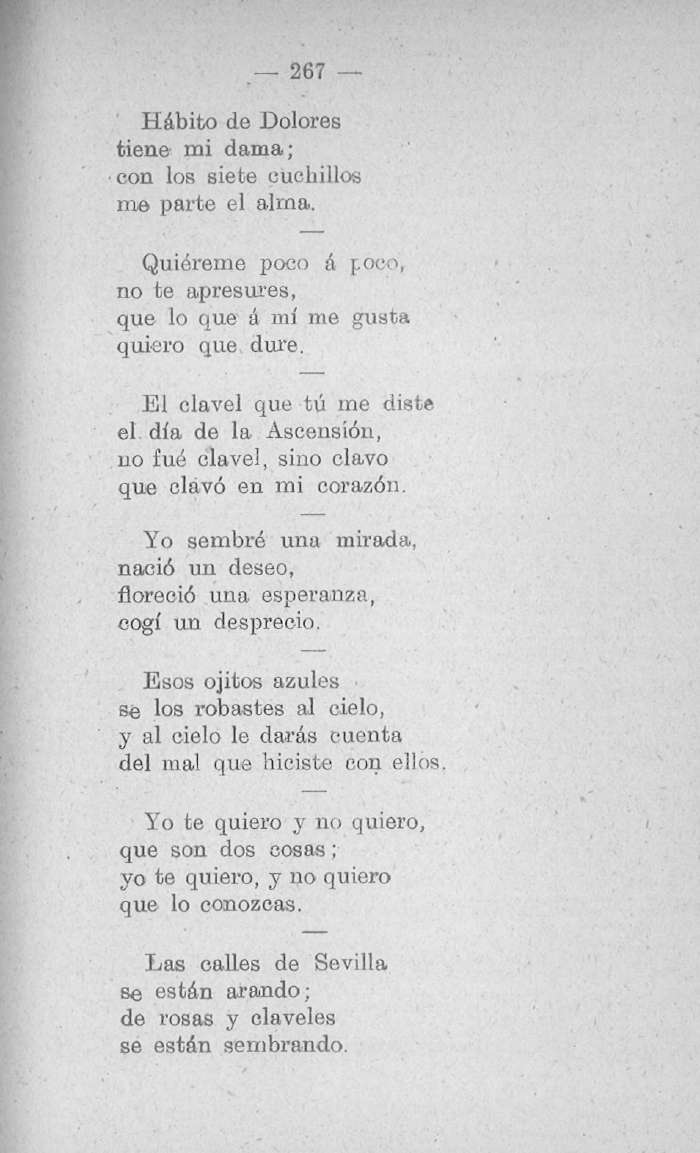 — 267 —
Hábito de Dolores
tiene mi dama;
con los siete cuchillos
me parte el alma.
Quiéreme poco á poco,
no te apresures,
que lo que á mí me gusta
quiero que dure.
El clavel que tú me diste
el día de la Ascensión,
no fué clavel, sino clavo
que clavó en mi corazón.
Yo sembré una mirada,
nació un deseo,
floreció una esperanza,
cogí un desprecio.
Esos ojitos azules
se los robastes al cielo,
y al cielo le darás cuenta
del mal que hiciste con ellos.
Yo te quiero y no quiero,
que son dos cosas;
yo te quiero, y no quiero
que lo conozcas.
Las calles de Sevilla
se están arando;
de rosas y claveles
se están sembrando.